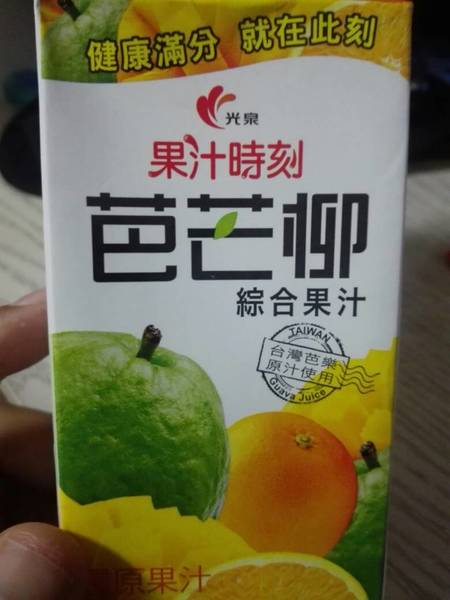 健康滿分 就在此刻
光泉
果汁時刻
芭芒柳
綜合果汁
TAIWAN
台灣芭樂
原汁使用
Guava Juice
原果汁